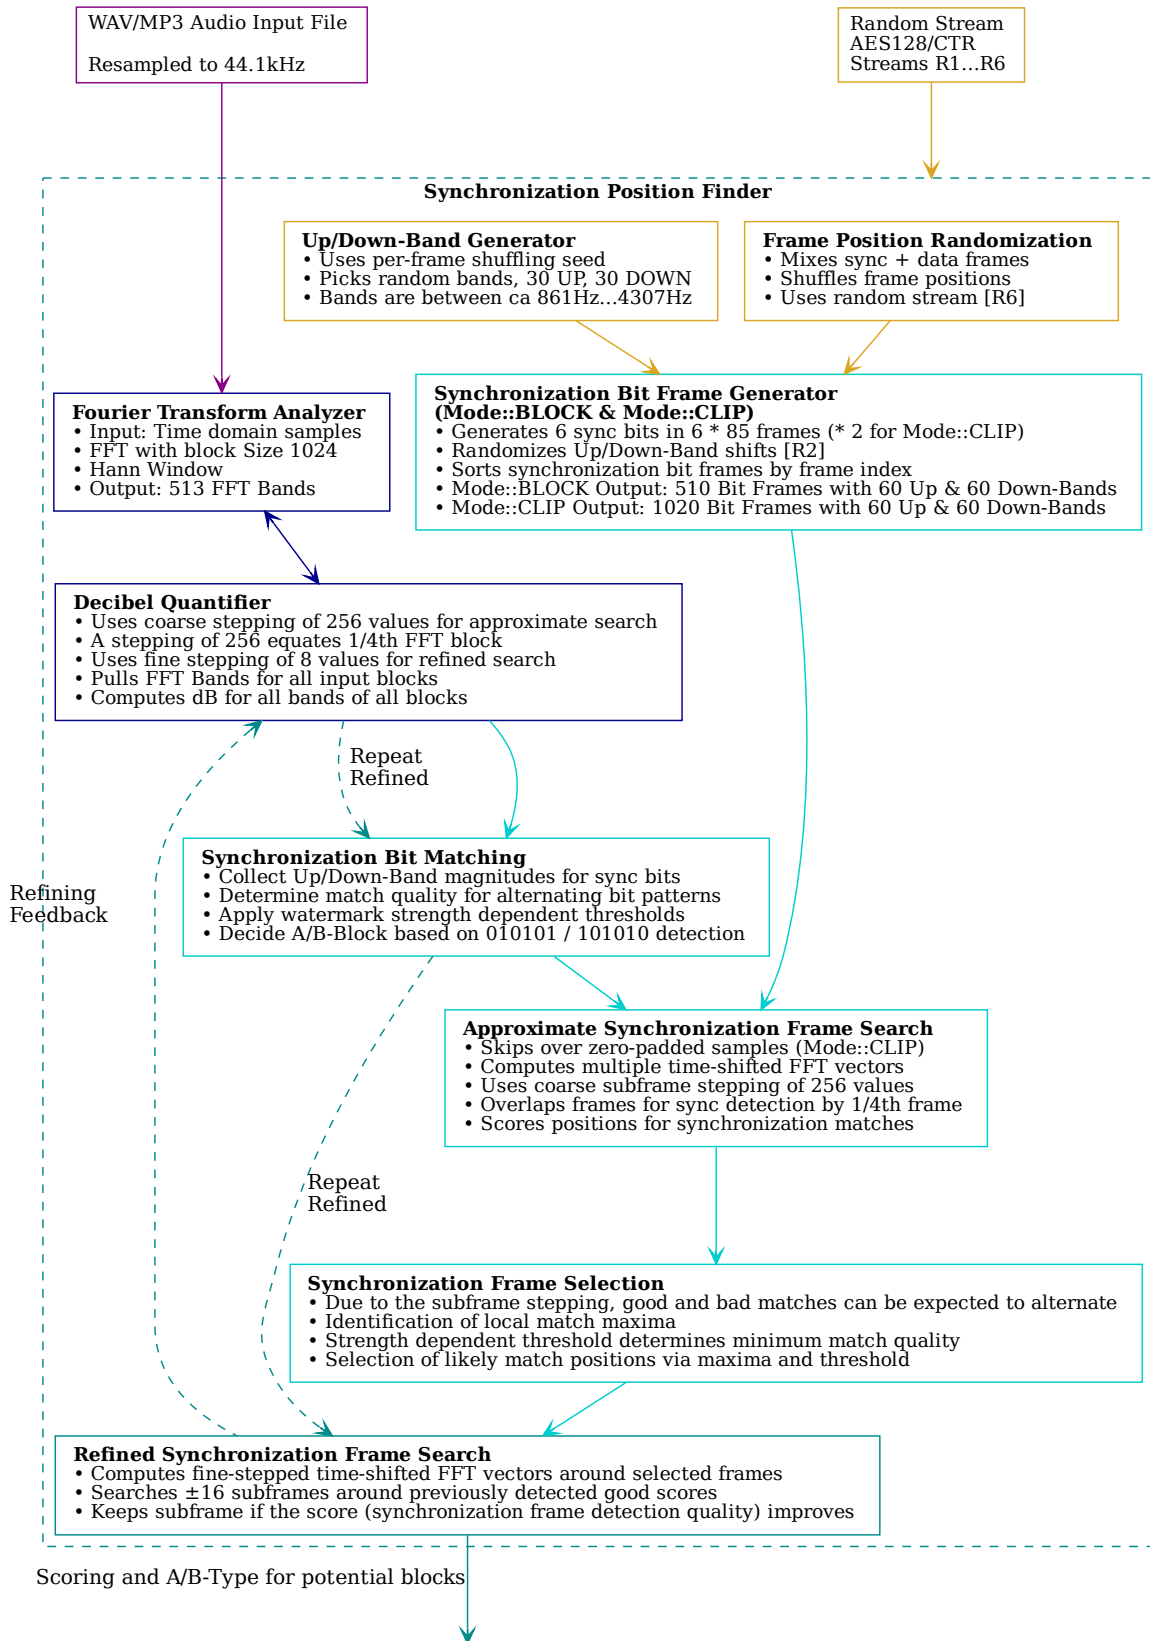 WAV/MP3 Audio Input File
Resampled to 44.1kHz
Random Stream
AES128/CTR
Streams R1...R6
Synchronization Position Finder
Up/Down-Band Generator
• Uses per-frame shuffling seed
• Picks random bands, 30 UP, 30 DOWN
• Bands are between ca 861Hz...4307Hz
Frame Position Randomization
• Mixes sync + data frames
• Shuffles frame positions
• Uses random stream [R6]
Fourier Transform Analyzer
• Input: Time domain samples
• FFT with block Size 1024
• Hann Window
• Output: 513 FFT Bands
Synchronization Bit Frame Generator
(Mode::BLOCK & Mode::CLIP)
• Generates 6 sync bits in 6 * 85 frames (* 2 for Mode::CLIP)
• Randomizes Up/Down-Band shifts [R2]
• Sorts synchronization bit frames by frame index
• Mode::BLOCK Output: 510 Bit Frames with 60 Up & 60 Down-Bands
• Mode::CLIP Output: 1020 Bit Frames with 60 Up & 60 Down-Bands
Decibel Quantifier
• Uses coarse stepping of 256 values for approximate search
• A stepping of 256 equates 1/4th FFT block
• Uses fine stepping of 8 values for refined search
• Pulls FFT Bands for all input blocks
• Computes dB for all bands of all blocks
Repeat
Refined
Synchronization Bit Matching
• Collect Up/Down-Band magnitudes for sync bits
• Determine match quality for alternating bit patterns
• Apply watermark strength dependent thresholds
• Decide A/B-Block based on 010101 / 101010 detection
Refining
Feedback
Approximate Synchronization Frame Search
• Skips over zero-padded samples (Mode::CLIP)
• Computes multiple time-shifted FFT vectors
• Uses coarse subframe stepping of 256 values
• Overlaps frames for sync detection by 1/4th frame
• Scores positions for synchronization matches
Repeat
Refined
Synchronization Frame Selection
• Due to the subframe stepping, good and bad matches can be expected to alternate
• Identification of local match maxima
• Strength dependent threshold determines minimum match quality
• Selection of likely match positions via maxima and threshold
Refined Synchronization Frame Search
• Computes fine-stepped time-shifted FFT vectors around selected frames
• Searches ±16 subframes around previously detected good scores
• Keeps subframe if the score (synchronization frame detection quality) improves
Scoring and A/B-Type for potential blocks